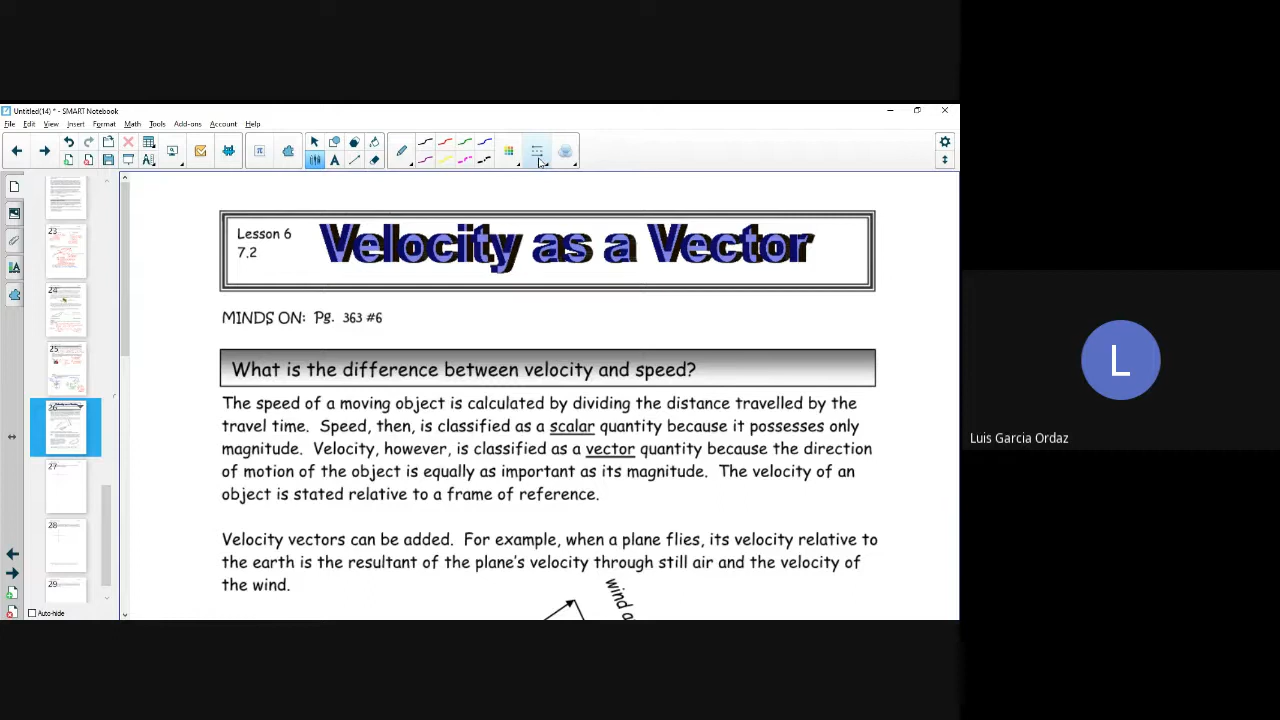 Untitled(14) * - SMART Notebook
File Edit View Insert Format Math Tools Add-ons Account Help
23
24
25
26
27
28
29
Auto-hide
Lesson 6
7.2
Velocity as a Vector
MINDS ON: Pg. 363 #6
What is the difference between velocity and speed?
The speed of a moving object is calculated by dividing the distance travelled by the
travel time. Speed, then, is classified as a scalar quantity because it possesses only
magnitude. Velocity, however, is classified as a vector quantity because the direction
of motion of the object is equally as important as its magnitude. The velocity of an
object is stated relative to a frame of reference.
Velocity vectors can be added. For example, when a plane flies, its velocity relative to
the earth is the resultant of the plane's velocity through still air and the velocity of
the wind.
wind
L
Luis Garcia Ordaz